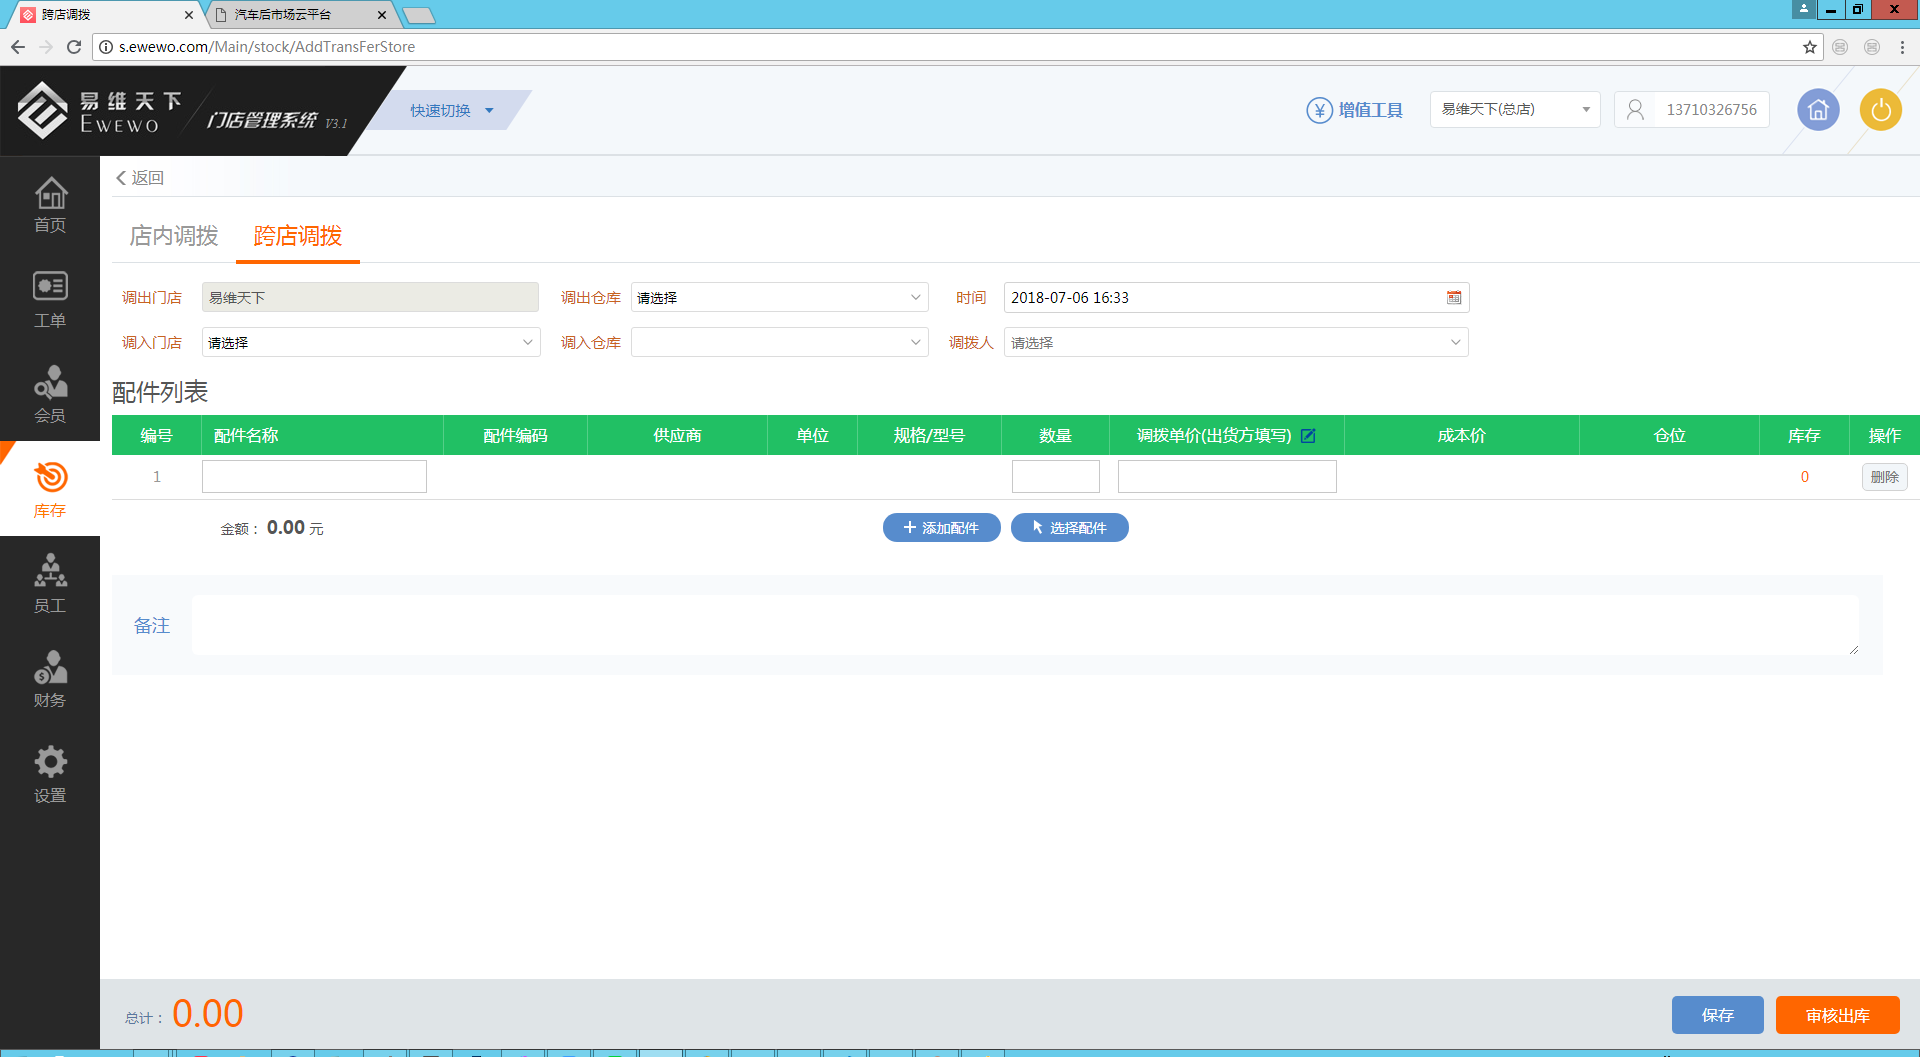 跨店调拨
汽车后市场云平台
s.ewewo.com/Main/stock/AddTransFerStore
易维天下
EWEWO
门店管理系统 V3.1
快速切换
增值工具
易维天下(总店)
13710326756
返回
首页
工单
会员
库存
员工
财务
设置
店内调拨 跨店调拨
调出门店 易维天下 调出仓库 请选择 时间 2018-07-06 16:33
调入门店 请选择 调入仓库 调拨人 请选择
配件列表
编号 配件名称 配件编码 供应商 单位 规格/型号 数量 调拨单价(出货方填写) 成本价 仓位 库存 操作
1 0 删除
金额： 0.00 元 添加配件 选择配件
备注
总计： 0.00 保存 审核出库